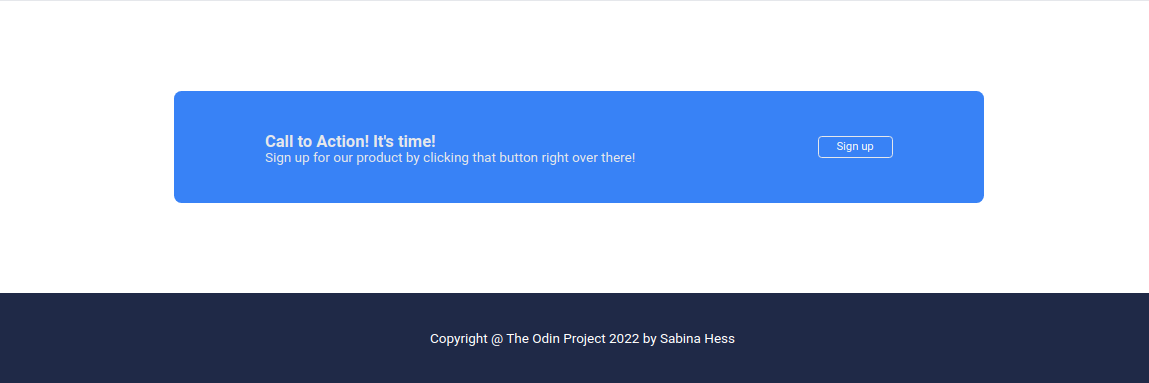 Call to Action! It's time!
Sign up for our product by clicking that button right over there!
Sign up
Copyright @ The Odin Project 2022 by Sabina Hess